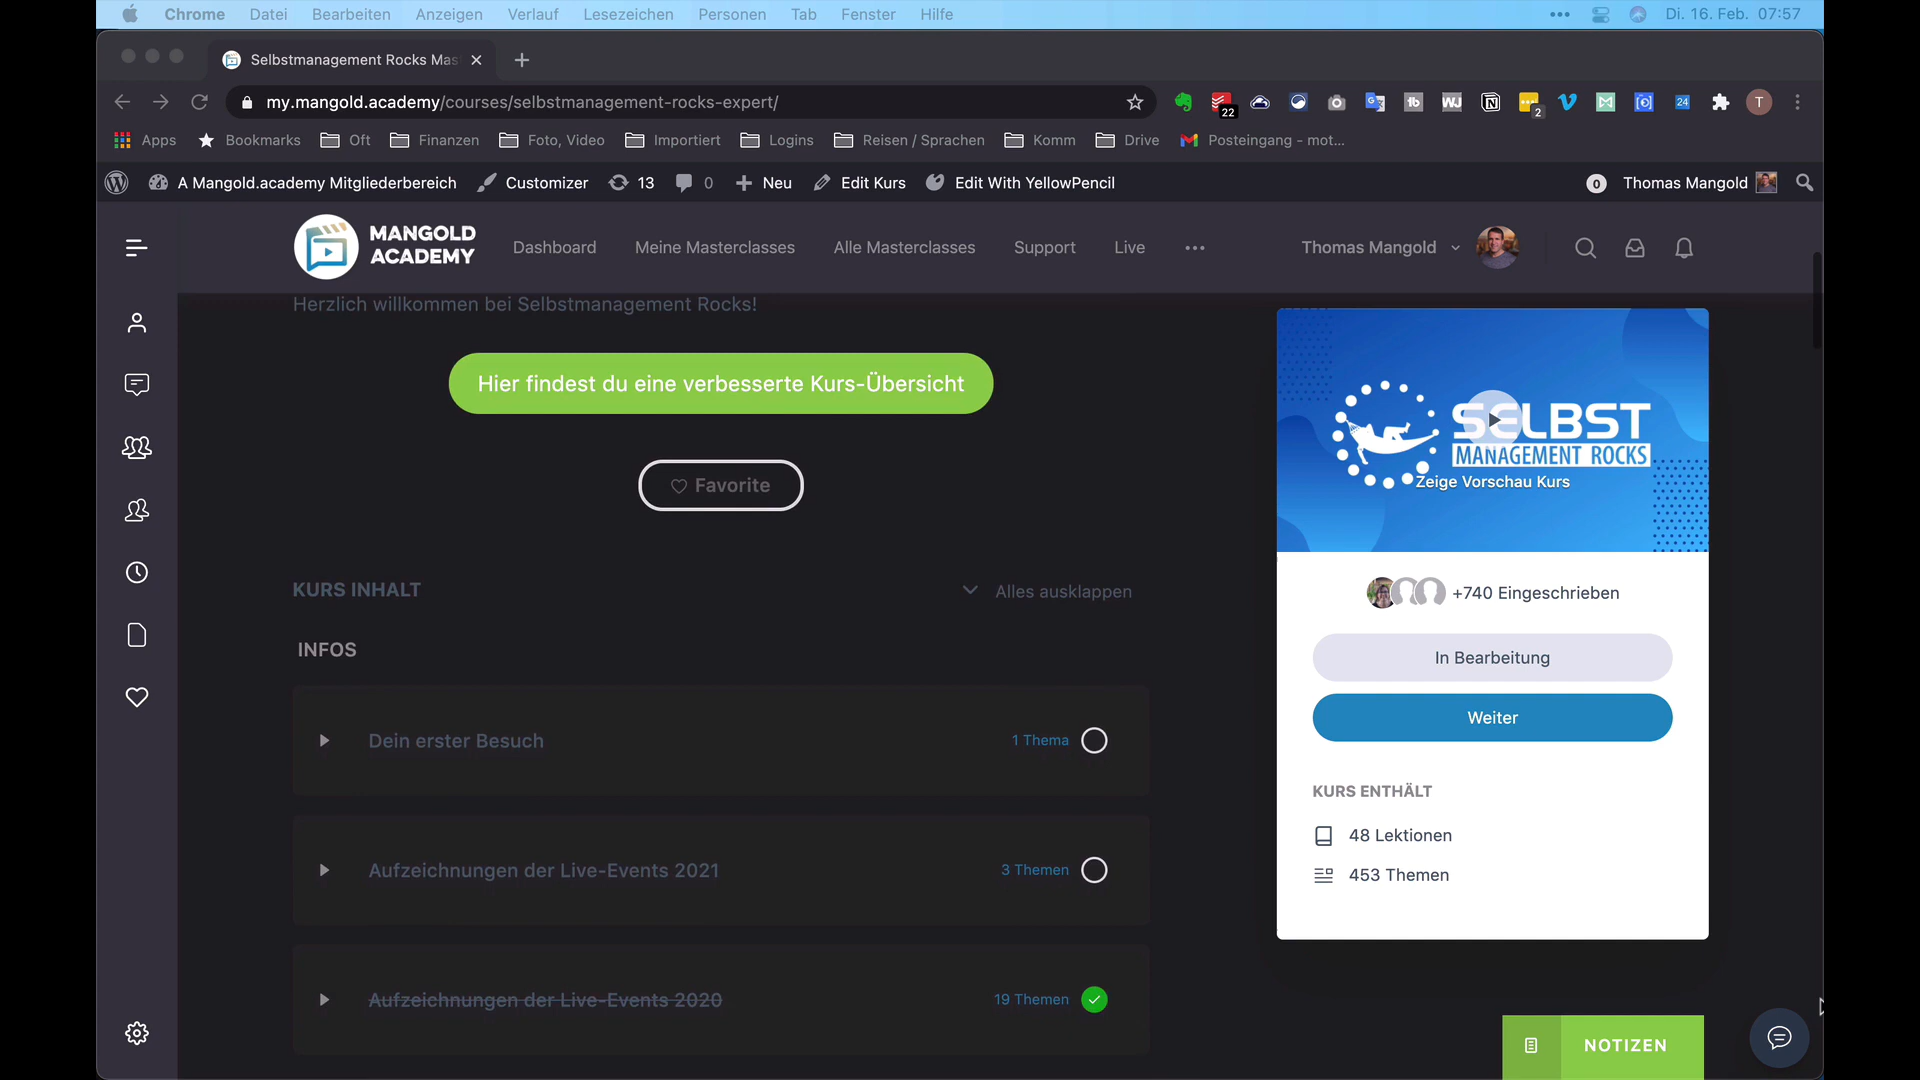 Chrome Datei Bearbeiten Anzeigen Verlauf Lesezeichen Personen Tab Fenster Hilfe Di. 16. Feb. 07:57
Selbstmanagement Rocks Mas
my.mangold.academy/courses/selbstmanagement-rocks-expert/
22 2 24 T
Apps Bookmarks Oft Finanzen Foto, Video Importiert Logins Reisen / Sprachen Komm Drive Posteingang - mot...
A Mangold.academy Mitgliederbereich Customizer 13 0 Neu Edit Kurs Edit With YellowPencil 0 Thomas Mangold
MANGOLD
ACADEMY
Dashboard Meine Masterclasses Alle Masterclasses Support Live Thomas Mangold
Herzlich willkommen bei Selbstmanagement Rocks!
Hier findest du eine verbesserte Kurs-Übersicht
Favorite
KURS INHALT Alles ausklappen
INFOS
Dein erster Besuch 1 Thema
Aufzeichnungen der Live-Events 2021 3 Themen
Aufzeichnungen der Live-Events 2020 19 Themen
SELBST
MANAGEMENT ROCKS
Zeige Vorschau Kurs
+740 Eingeschrieben
In Bearbeitung
Weiter
KURS ENTHÄLT
48 Lektionen
453 Themen
NOTIZEN